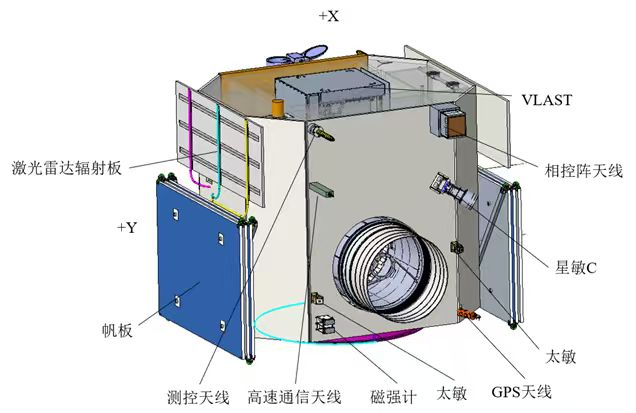 +X
VLAST
激光雷达辐射板
相控阵天线
+Y
星敏C
帆板
太敏
测控天线
高速通信天线
磁强计
太敏
GPS天线